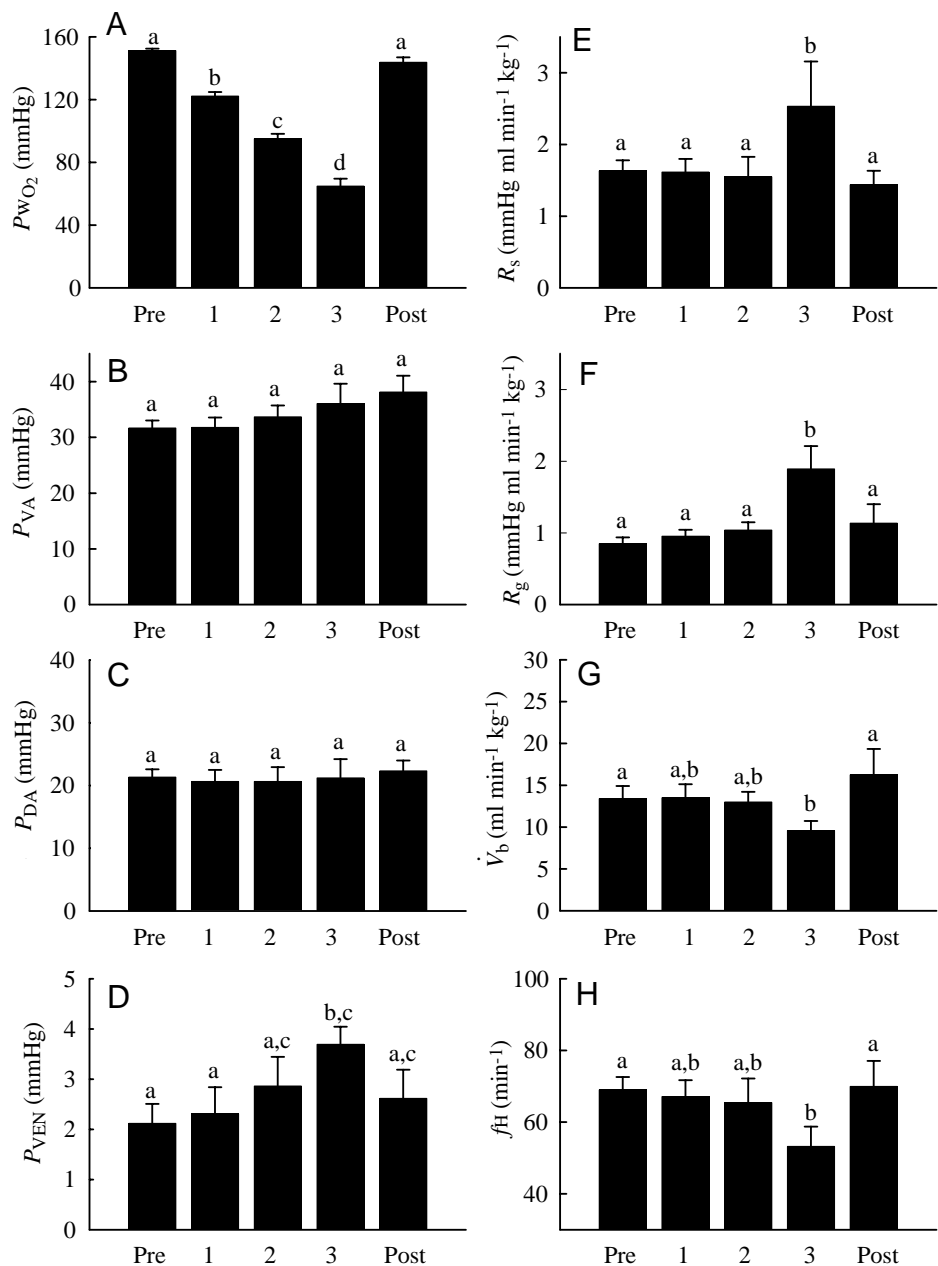 A
PwO2 (mmHg)
160
120
80
40
0
a
b
c
d
a
Pre 1 2 3 Post
B
PVA (mmHg)
40
30
20
10
0
a
a
a
a
a
Pre 1 2 3 Post
C
PDA (mmHg)
40
30
20
10
0
a
a
a
a
a
Pre 1 2 3 Post
D
PVEN (mmHg)
5
4
3
2
1
0
a
a
a,c
b,c
a,c
Pre 1 2 3 Post
E
Rs (mmHg ml min-1 kg-1)
3
2
1
0
a
a
a
b
a
Pre 1 2 3 Post
F
Rg (mmHg ml min-1 kg-1)
3
2
1
0
a
a
a
b
a
Pre 1 2 3 Post
G
V̇b (ml min-1 kg-1)
30
25
20
15
10
5
0
a
a,b
a,b
b
a
Pre 1 2 3 Post
H
fH (min-1)
100
80
60
40
a
a,b
a,b
b
a
Pre 1 2 3 Post